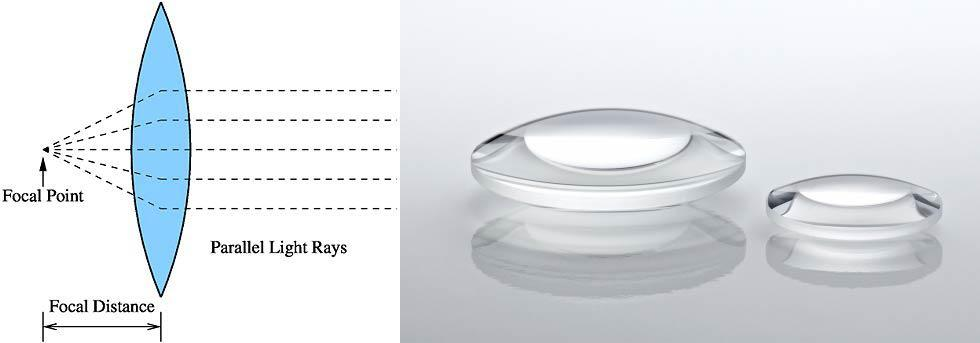 Focal Point
Parallel Light Rays
Focal Distance